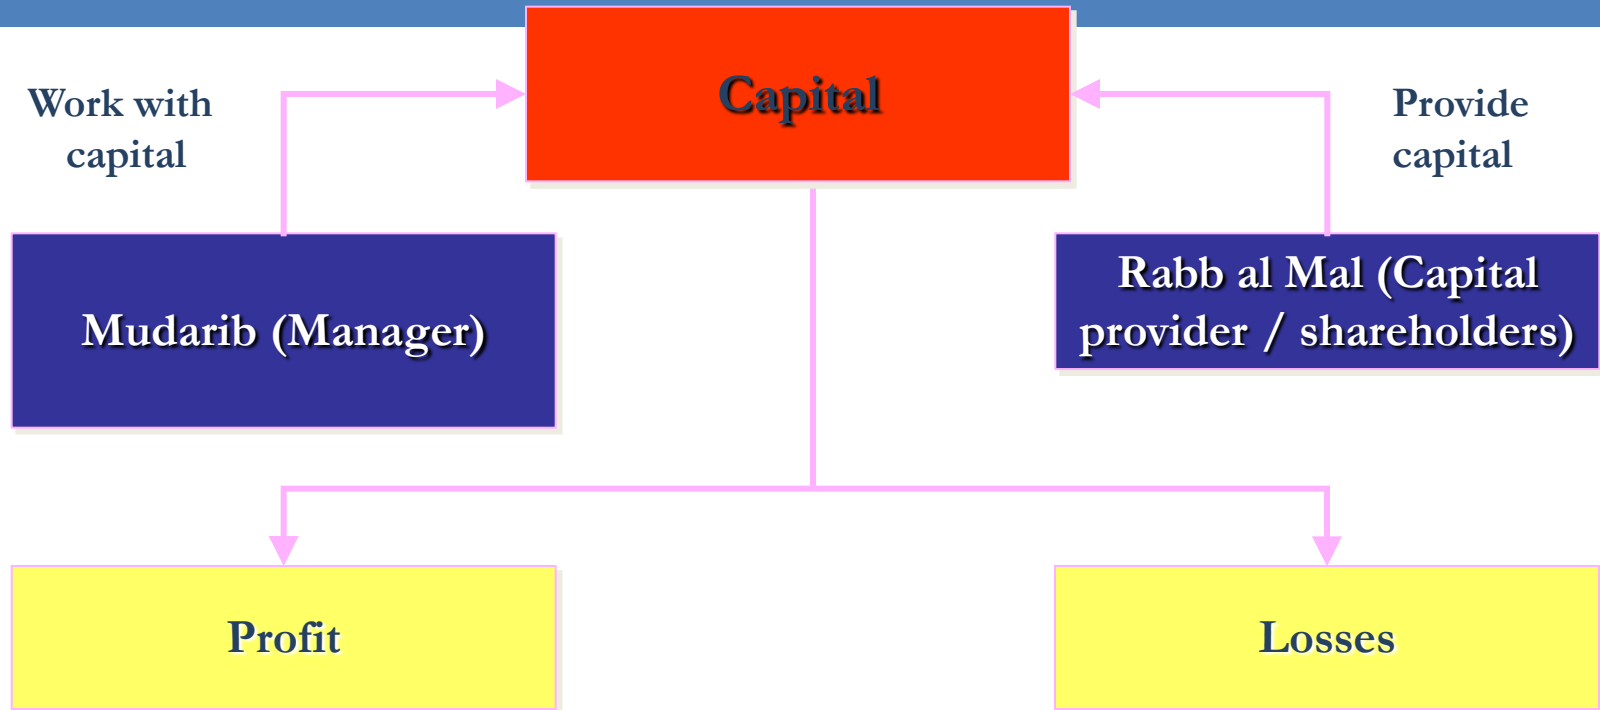 Capital
Work with
capital
Provide
capital
Mudarib (Manager)
Rabb al Mal (Capital
provider / shareholders)
Profit
Losses